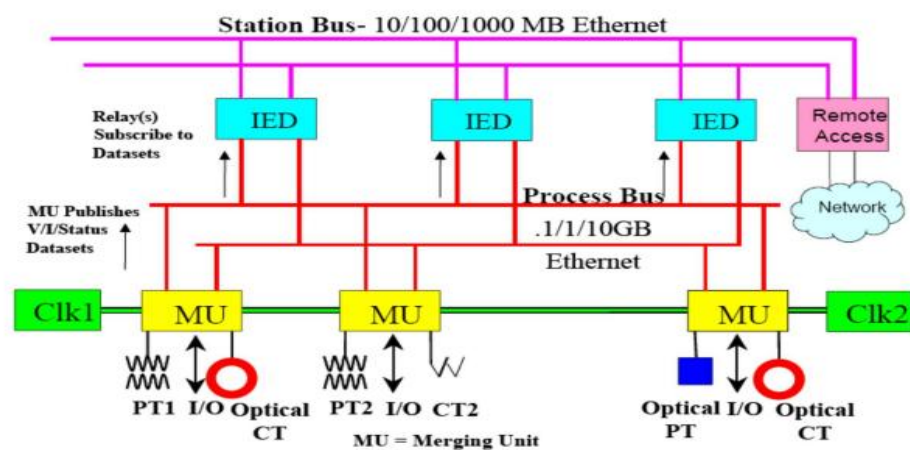 Station Bus- 10/100/1000 MB Ethernet
Relay(s)
Subscribe to
Datasets
IED
IED
IED
Remote
Access
Process Bus
Network
MU Publishes
V/I/Status
Datasets
.1/1/10GB
Ethernet
Clk1
MU
MU
MU
Clk2
PT1
I/O
Optical
CT
PT2
I/O
CT2
Optical
PT
I/O
Optical
CT
MU = Merging Unit